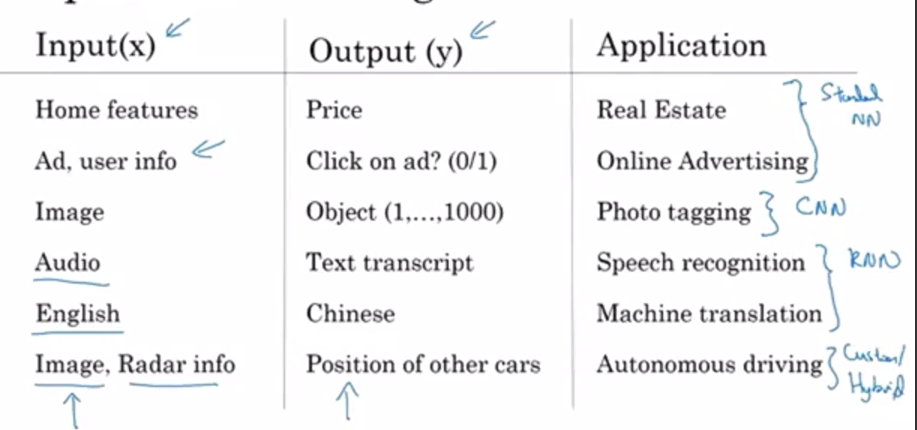 Input(x) Output (y) Application
Home features Price Real Estate
Ad, user info Click on ad? (0/1) Online Advertising
Standard
NN
Image Object (1,...,1000) Photo tagging CNN
Audio Text transcript Speech recognition RNN
English Chinese Machine translation
Image, Radar info Position of other cars Autonomous driving
Custom/
Hybrid